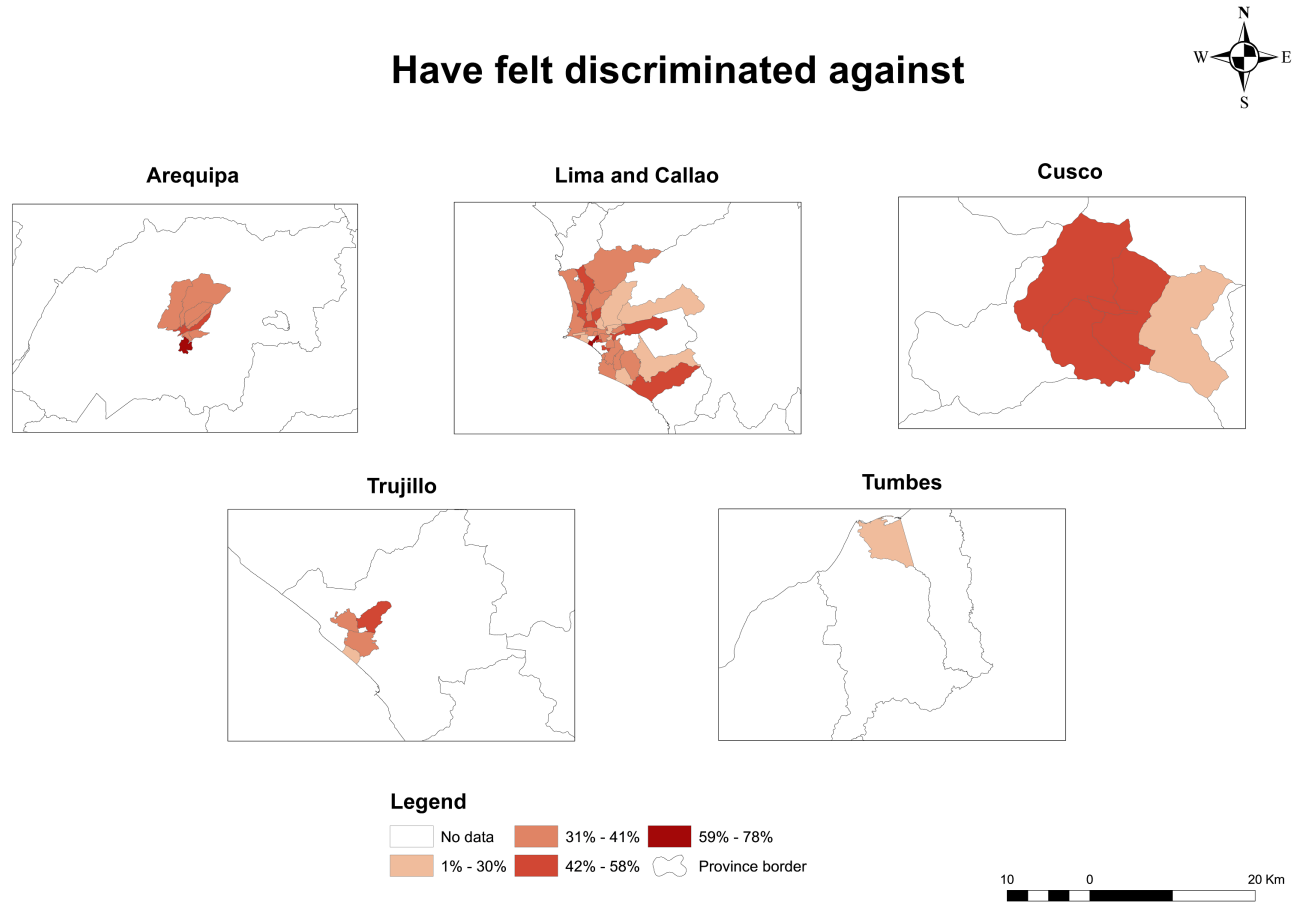 N
W E
S
Have felt discriminated against
Arequipa
Lima and Callao
Cusco
Trujillo
Tumbes
Legend
No data
31% - 41%
59% - 78%
1% - 30%
42% - 58%
Province border
10 0 20 Km